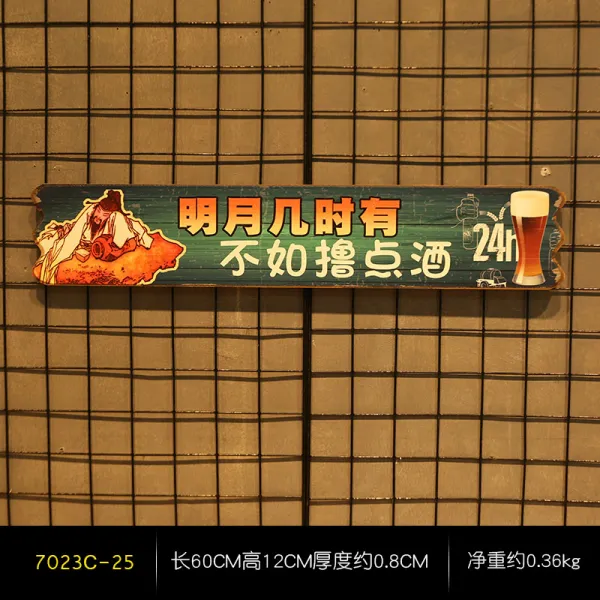 明月几时有
不如撸点酒
24h
7023C-25
长60CM高12CM厚度约0.8CM
净重约0.36kg